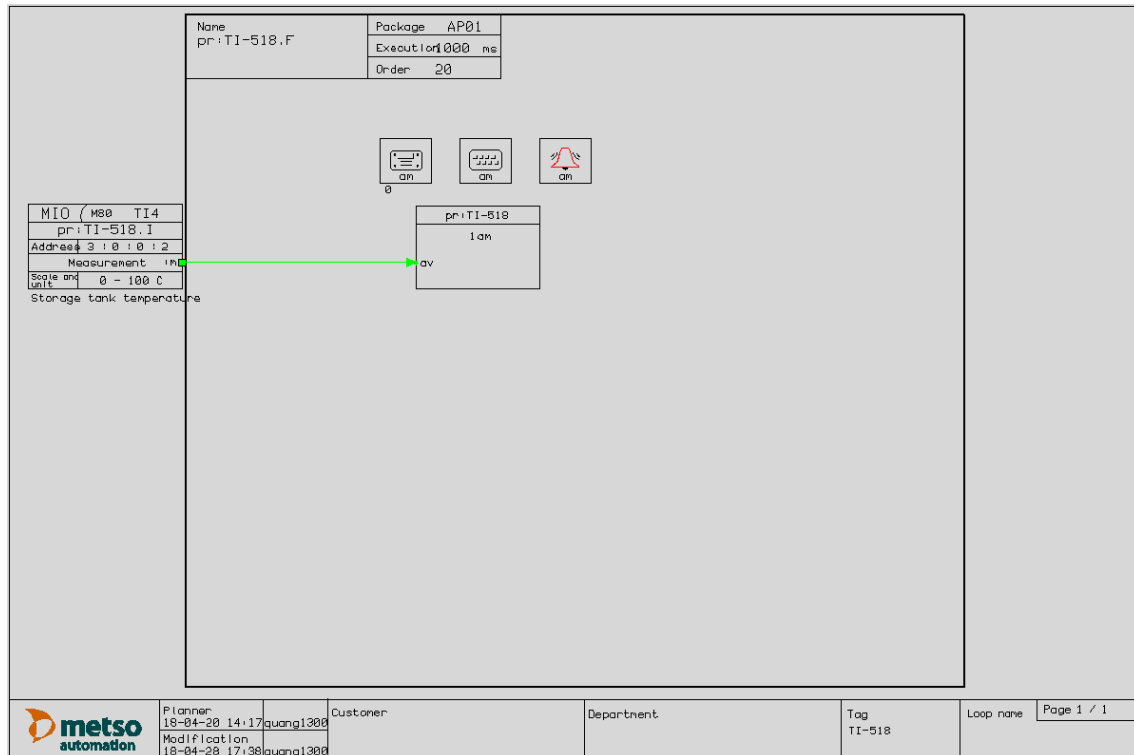 Name
pr:TI-518.F
Package AP01
Execution 1000 ms
Order 20
am
am
am
0
MIO M80 TI4
pr:TI-518.I
Address 3:0:0:2
Measurement m
Scale and unit 0 - 100 C
Storage tank temperature
pr:TI-518
1am
av
metso
automation
Planner
18-04-20 14:17 quang1300
Modification
18-04-28 17:38 quang1300
Customer
Department
Tag
TI-518
Loop name
Page 1 / 1